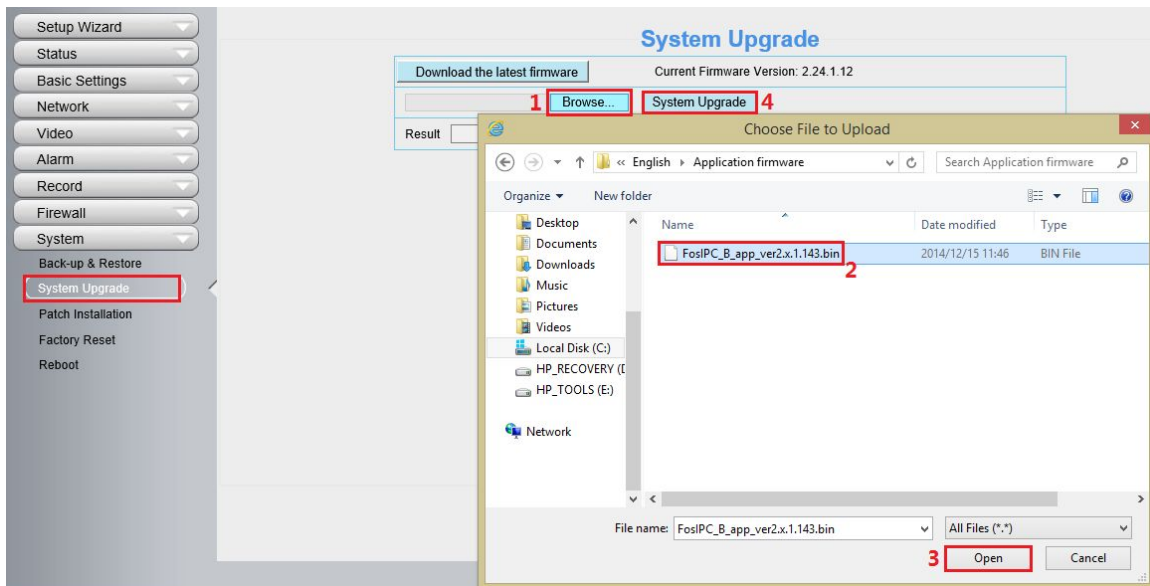 Setup Wizard
Status
Basic Settings
Network
Video
Alarm
Record
Firewall
System
Back-up & Restore
System Upgrade
Patch Installation
Factory Reset
Reboot
System Upgrade
Download the latest firmware Current Firmware Version: 2.24.1.12
1 Browse... System Upgrade 4
Result
Choose File to Upload
« English Application firmware Search Application firmware
Organize New folder
Name Date modified Type
FosIPC_B_app_ver2.x.1.143.bin 2 2014/12/15 11:46 BIN File
Desktop
Documents
Downloads
Music
Pictures
Videos
Local Disk (C:)
HP_RECOVERY (D
HP_TOOLS (E:)
Network
File name: FosIPC_B_app_ver2.x.1.143.bin All Files (*.*)
3 Open Cancel